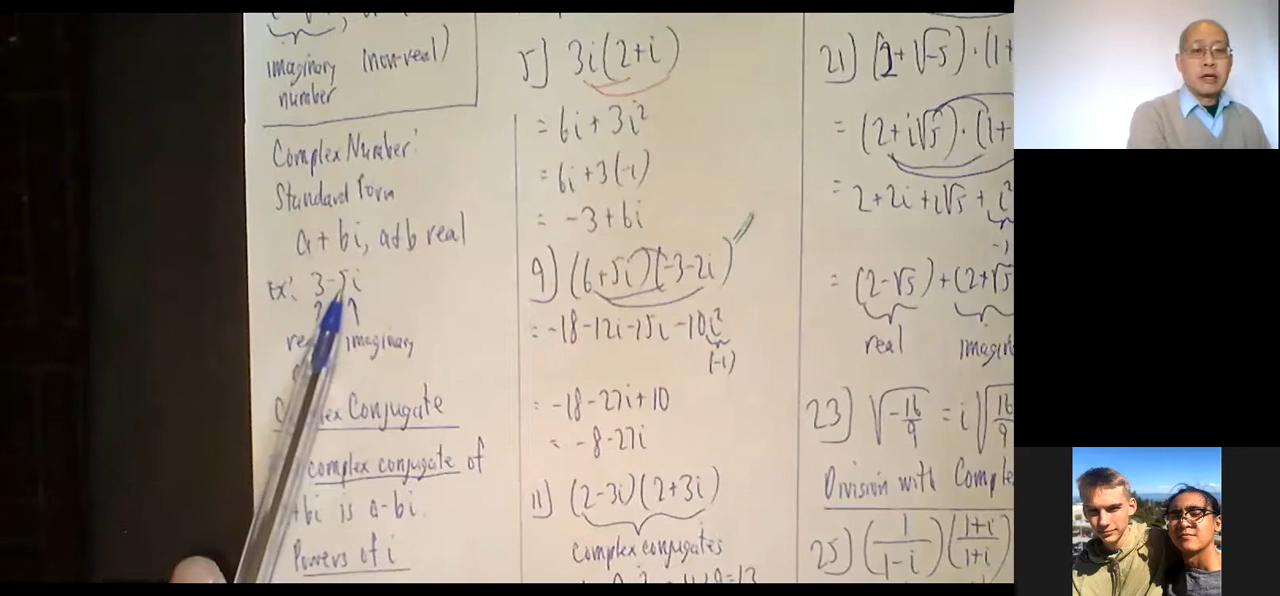 imaginary (non-real)
number
Complex Number:
Standard Form
a + bi, a+b real
Ex: 3-5i
imaginary
Complex Conjugate
complex conjugate of
+bi is a-bi.
Powers of i
5) 3i(2+i)
= 6i + 3i²
= 6i + 3(-1)
= -3 + 6i
9) (6+5i)(-3-2i)
= -18 -12i -15i -10i²
(-1)
= -18 -27i + 10
= -8 -27i
11) (2-3i)(2+3i)
complex conjugates
21) (2+√-5)·(1+
= (2+i√5)·(1+
= 2+2i+i√5+i²
-1
= (2-√5)+(2+√5
real imagin
23) √-16/9 = i√16/9
Division with Comple
25) (1/1-i)(1+i/1+i)